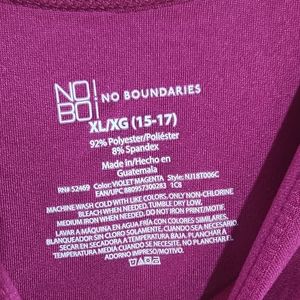 NO
BO!
NO BOUNDARIES
XL/XG (15-17)
92% Polyester/Poliéster
8% Spandex
Made in/Hecho en
Guatemala
RN# 52469 Color: VIOLET MAGENTA Style: NJ18T006C
EAN/UPC 880957300283 1C8
MACHINE WASH COLD WITH LIKE COLORS, ONLY NON-CHLORINE
BLEACH WHEN NEEDED. TUMBLE DRY LOW,
MEDIUM IRON WHEN NEEDED. DO NOT IRON PRINT/MOTIF.
LAVAR A MÁQUINA EN AGUA FRÍA CON COLORES SIMILARES.
BLANQUEADOR SIN CLORO SOLAMENTE, CUANDO SE NECESITE.
SECAR EN SECADORA A TEMPERATURA BAJA. PLANCHAR A
TEMPERATURA MEDIA CUANDO SE NECESITE. NO PLANCHAR EL
ADORNO IMPRESO/MOTIVO.